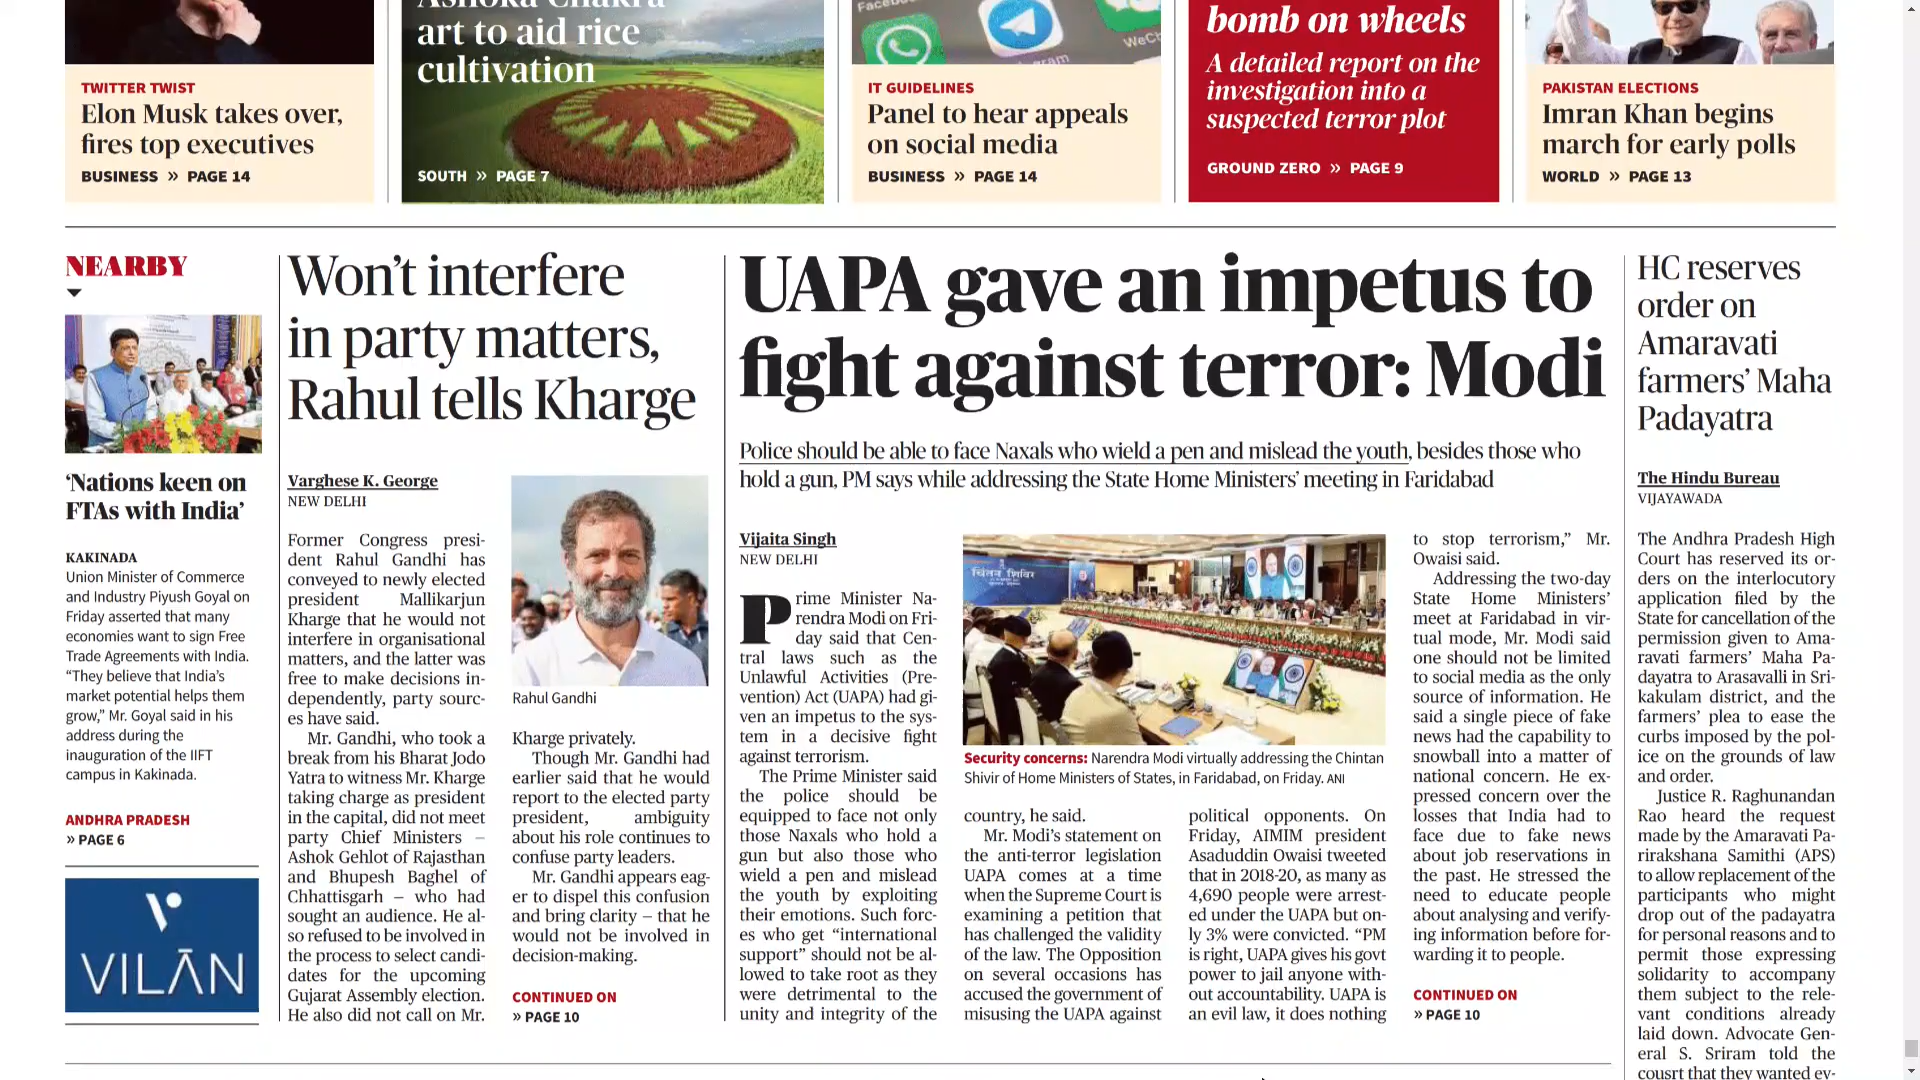 Ashoka Chakra
art to aid rice
cultivation
SOUTH » PAGE 7
TWITTER TWIST
Elon Musk takes over,
fires top executives
BUSINESS » PAGE 14
IT GUIDELINES
Panel to hear appeals
on social media
BUSINESS » PAGE 14
bomb on wheels
A detailed report on the
investigation into a
suspected terror plot
GROUND ZERO » PAGE 9
PAKISTAN ELECTIONS
Imran Khan begins
march for early polls
WORLD » PAGE 13
NEARBY
‘Nations keen on
FTAs with India’
KAKINADA
Union Minister of Commerce
and Industry Piyush Goyal on
Friday asserted that many
economies want to sign Free
Trade Agreements with India.
“They believe that India’s
market potential helps them
grow,” Mr. Goyal said in his
address during the
inauguration of the IIFT
campus in Kakinada.
ANDHRA PRADESH
» PAGE 6
VILĀN
Won’t interfere
in party matters,
Rahul tells Kharge
Varghese K. George
NEW DELHI
Former Congress presi-
dent Rahul Gandhi has
conveyed to newly elected
president Mallikarjun
Kharge that he would not
interfere in organisational
matters, and the latter was
free to make decisions in-
dependently, party sourc-
es have said.
Mr. Gandhi, who took a
break from his Bharat Jodo
Yatra to witness Mr. Kharge
taking charge as president
in the capital, did not meet
party Chief Ministers –
Ashok Gehlot of Rajasthan
and Bhupesh Baghel of
Chhattisgarh – who had
sought an audience. He al-
so refused to be involved in
the process to select candi-
dates for the upcoming
Gujarat Assembly election.
He also did not call on Mr.
Rahul Gandhi
Kharge privately.
Though Mr. Gandhi had
earlier said that he would
report to the elected party
president, ambiguity
about his role continues to
confuse party leaders.
Mr. Gandhi appears eag-
er to dispel this confusion
and bring clarity – that he
would not be involved in
decision-making.
CONTINUED ON
» PAGE 10
UAPA gave an impetus to
fight against terror: Modi
Police should be able to face Naxals who wield a pen and mislead the youth, besides those who
hold a gun, PM says while addressing the State Home Ministers’ meeting in Faridabad
Vijaita Singh
NEW DELHI
Prime Minister Na-
rendra Modi on Fri-
day said that Cen-
tral laws such as the
Unlawful Activities (Pre-
vention) Act (UAPA) had gi-
ven an impetus to the sys-
tem in a decisive fight
against terrorism.
The Prime Minister said
the police should be
equipped to face not only
those Naxals who hold a
gun but also those who
wield a pen and mislead
the youth by exploiting
their emotions. Such forc-
es who get “international
support” should not be al-
lowed to take root as they
were detrimental to the
unity and integrity of the
चिंतन शिविर
Security concerns: Narendra Modi virtually addressing the Chintan
Shivir of Home Ministers of States, in Faridabad, on Friday. ANI
country, he said.
Mr. Modi’s statement on
the anti-terror legislation
UAPA comes at a time
when the Supreme Court is
examining a petition that
has challenged the validity
of the law. The Opposition
on several occasions has
accused the government of
misusing the UAPA against
political opponents. On
Friday, AIMIM president
Asaduddin Owaisi tweeted
that in 2018-20, as many as
4,690 people were arrest-
ed under the UAPA but on-
ly 3% were convicted. “PM
is right, UAPA gives his govt
power to jail anyone with-
out accountability. UAPA is
an evil law, it does nothing
to stop terrorism,” Mr.
Owaisi said.
Addressing the two-day
State Home Ministers’
meet at Faridabad in vir-
tual mode, Mr. Modi said
one should not be limited
to social media as the only
source of information. He
said a single piece of fake
news had the capability to
snowball into a matter of
national concern. He ex-
pressed concern over the
losses that India had to
face due to fake news
about job reservations in
the past. He stressed the
need to educate people
about analysing and verify-
ing information before for-
warding it to people.
CONTINUED ON
» PAGE 10
HC reserves
order on
Amaravati
farmers’ Maha
Padayatra
The Hindu Bureau
VIJAYAWADA
The Andhra Pradesh High
Court has reserved its or-
ders on the interlocutory
application filed by the
State for cancellation of the
permission given to Ama-
ravati farmers’ Maha Pa-
dayatra to Arasavalli in Sri-
kakulam district, and the
farmers’ plea to ease the
curbs imposed by the pol-
ice on the grounds of law
and order.
Justice R. Raghunandan
Rao heard the request
made by the Amaravati Pa-
rirakshana Samithi (APS)
to allow replacement of the
participants who might
drop out of the padayatra
for personal reasons and to
permit those expressing
solidarity to accompany
them subject to the rele-
vant conditions already
laid down. Advocate Gen-
eral S. Sriram told the
cousrt that they wanted ev-